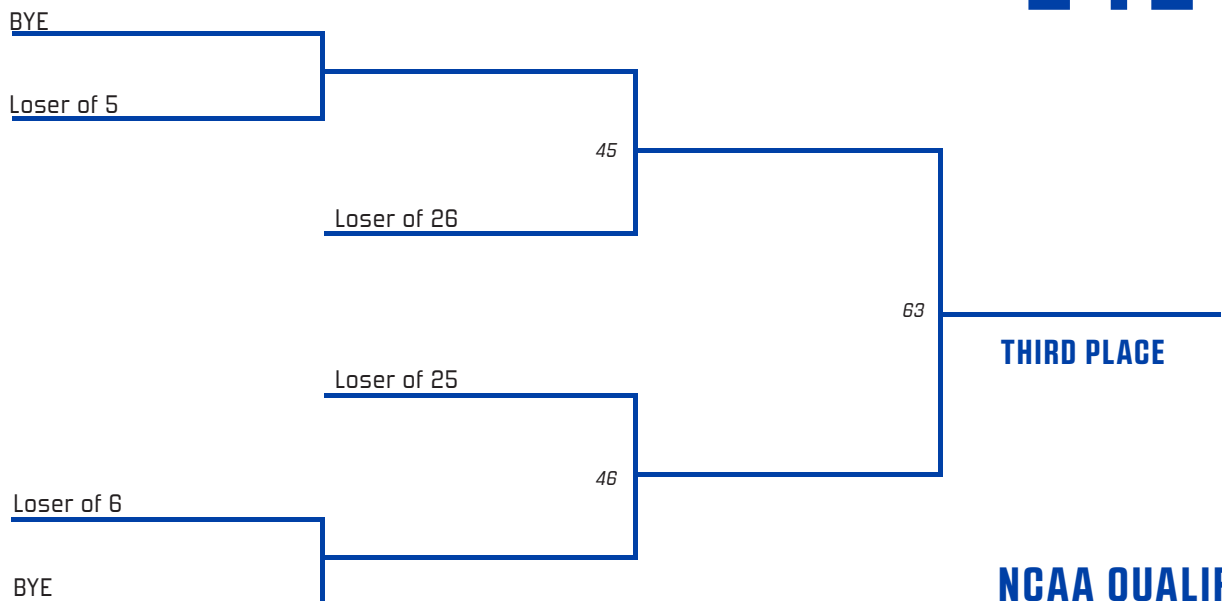 BYE
Loser of 5
45
Loser of 26
63
THIRD PLACE
Loser of 25
46
Loser of 6
BYE
NCAA